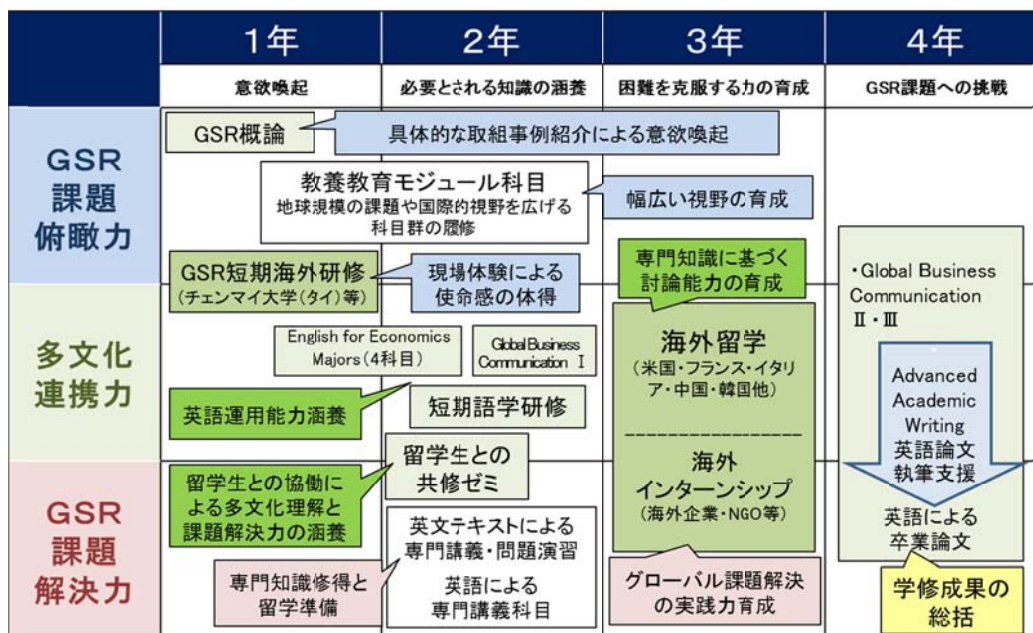 1年
2年
3年
4年
意欲喚起
必要とされる知識の涵養
困難を克服する力の育成
GSR課題への挑戦
GSR
課題
俯瞰力
GSR概論
具体的な取組事例紹介による意欲喚起
教養教育モジュール科目
地球規模の課題や国際的視野を広げる
科目群の履修
幅広い視野の育成
GSR短期海外研修
(チェンマイ大学(タイ)等)
現場体験による
使命感の体得
専門知識に基づく
討論能力の育成
・Global Business
Communication
Ⅱ・Ⅲ
多文化
連携力
English for Economics
Majors(4科目)
Global Business
Communication Ⅰ
海外留学
(米国・フランス・イタリ
ア・中国・韓国他)
英語運用能力涵養
短期語学研修
Advanced
Academic
Writing
英語論文
執筆支援
留学生との
共修ゼミ
海外
インターンシップ
(海外企業・NGO等)
GSR
課題
解決力
留学生との協働
による多文化理解と
課題解決力の涵養
英文テキストによる
専門講義・問題演習
英語による
専門講義科目
英語による
卒業論文
専門知識修得と
留学準備
グローバル課題解決
の実践力育成
学修成果の
総括